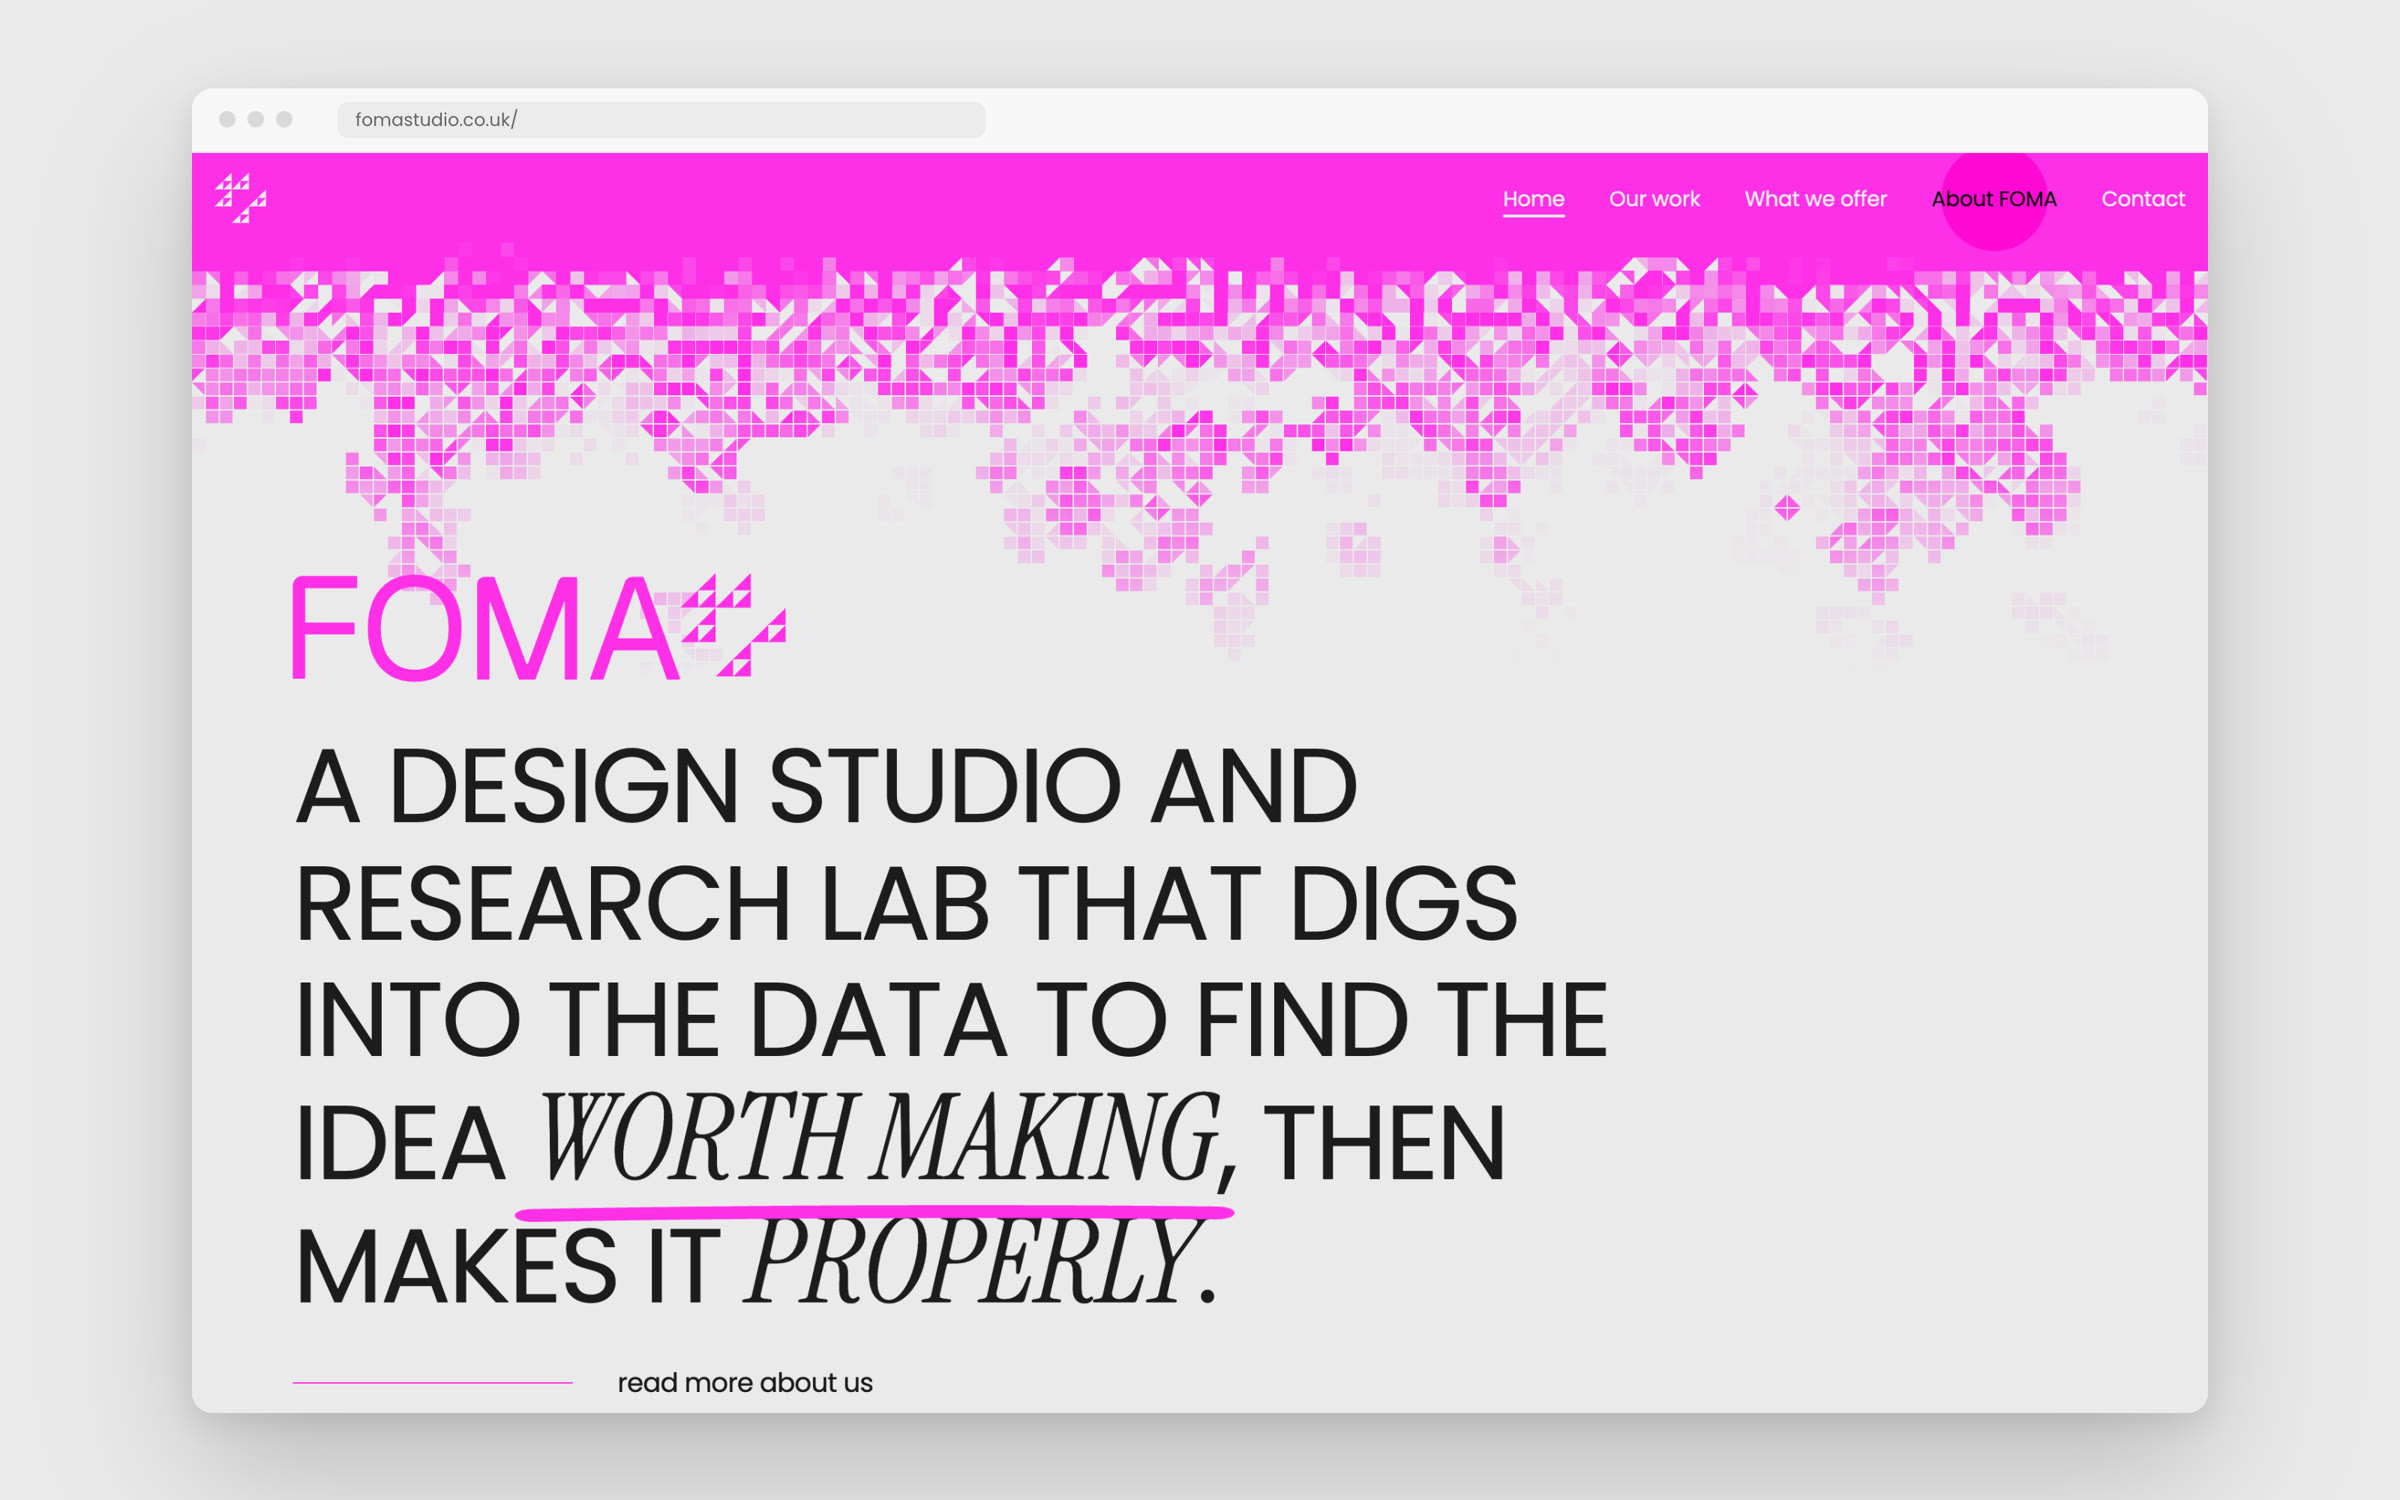 fomastudio.co.uk/
Home Our work What we offer About FOMA Contact
FOMA
A DESIGN STUDIO AND
RESEARCH LAB THAT DIGS
INTO THE DATA TO FIND THE
IDEA WORTH MAKING, THEN
MAKES IT PROPERLY.
read more about us